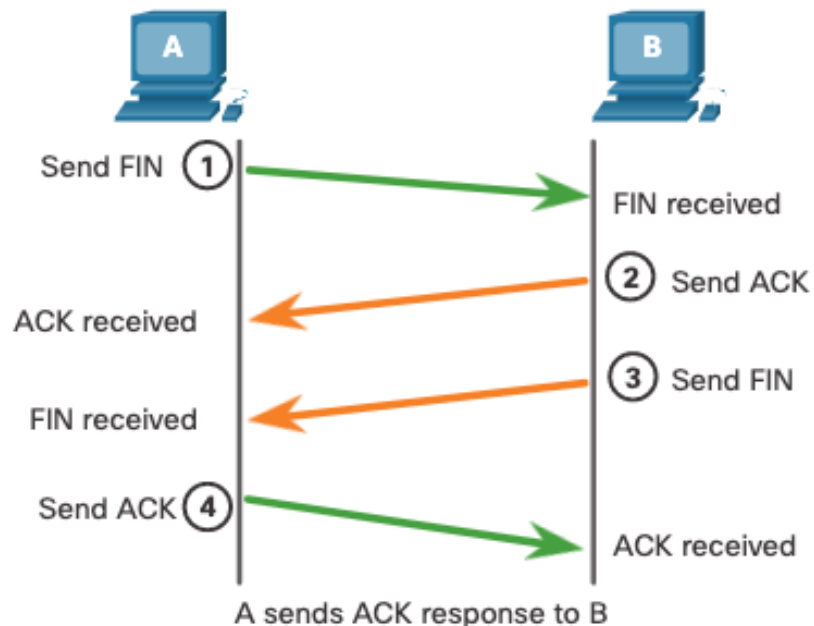 A
B
Send FIN 1
FIN received
2 Send ACK
ACK received
3 Send FIN
FIN received
Send ACK 4
ACK received
A sends ACK response to B